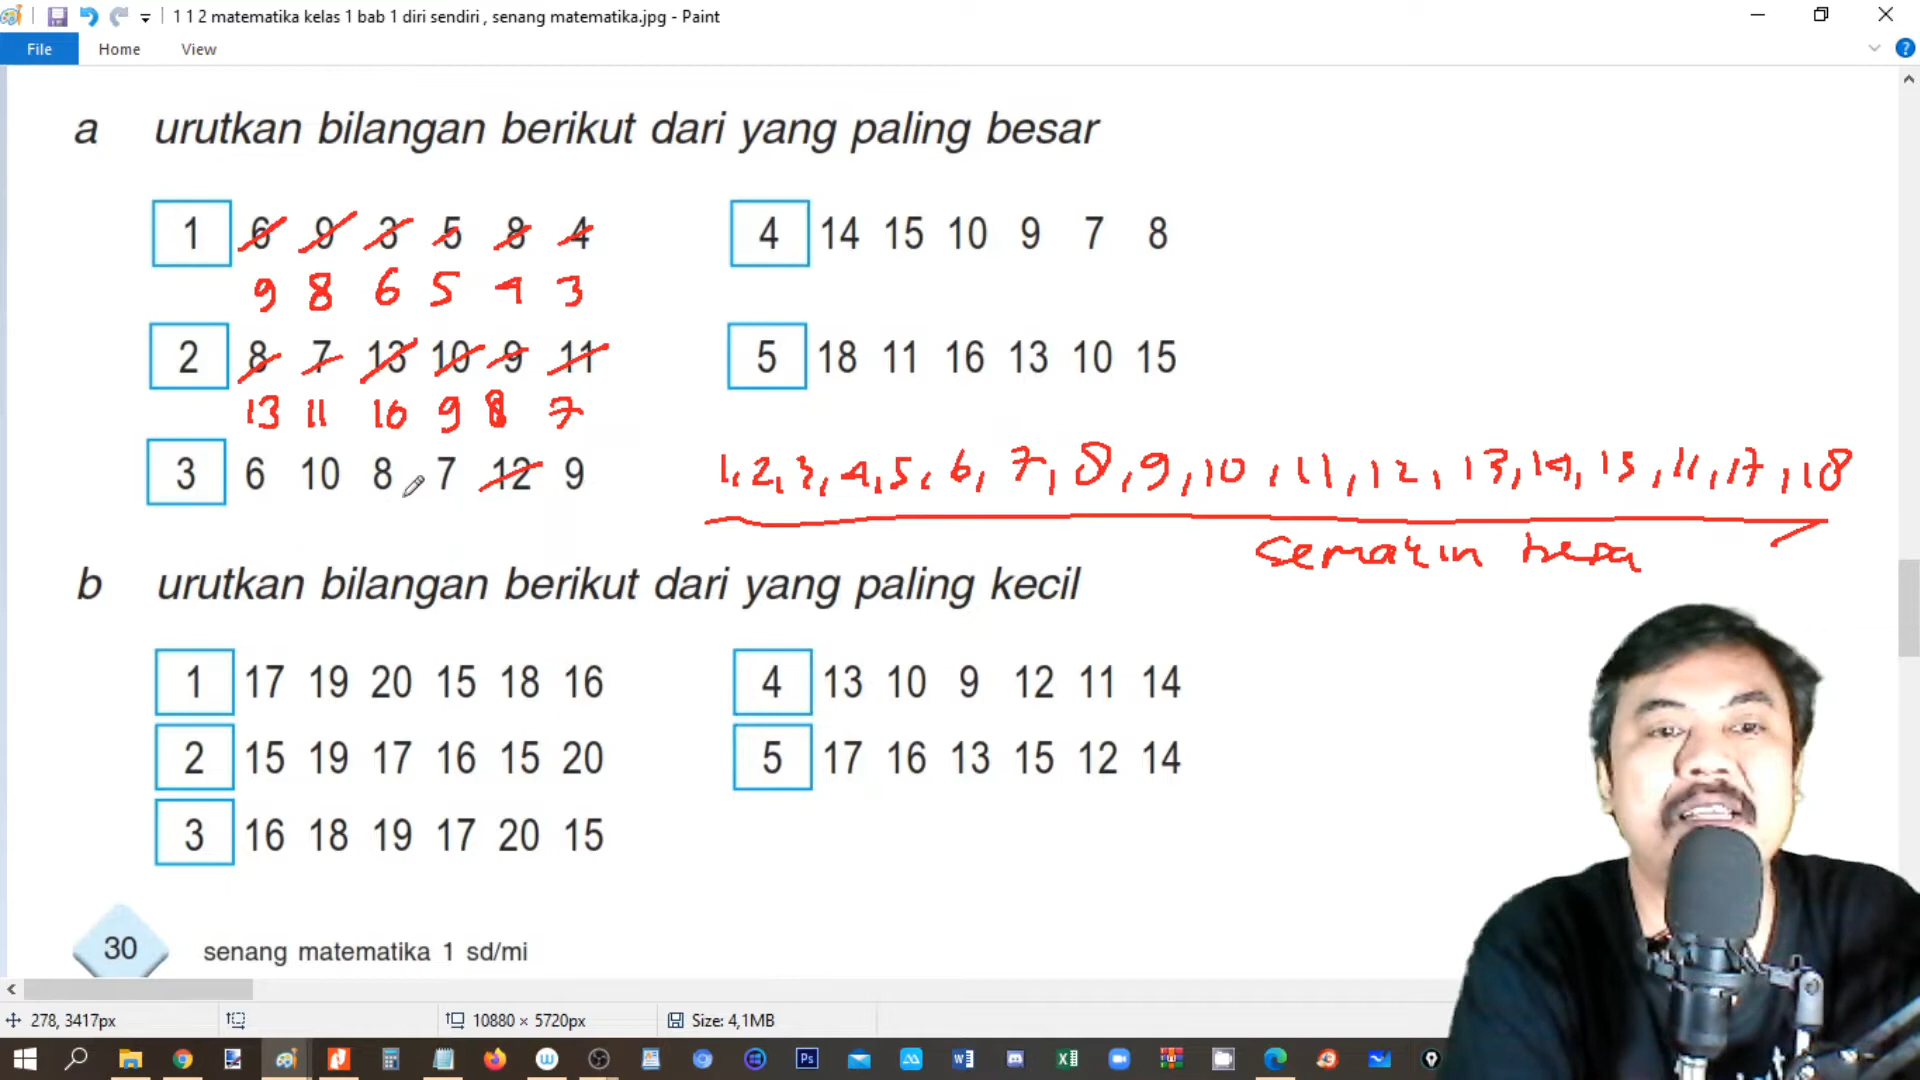 1 1 2 matematika kelas 1 bab 1 diri sendiri , senang matematika.jpg - Paint
File Home View
a urutkan bilangan berikut dari yang paling besar
1 6 9 3 5 8 4
9 8 6 5 4 3
2 8 7 13 10 9 11
13 11 10 9 8 7
3 6 10 8 7 12 9
4 14 15 10 9 7 8
5 18 11 16 13 10 15
1, 2, 3, 4, 5, 6, 7, 8, 9, 10, 11, 12, 13, 14, 15, 11, 17, 18
semakin besa
b urutkan bilangan berikut dari yang paling kecil
1 17 19 20 15 18 16
2 15 19 17 16 15 20
3 16 18 19 17 20 15
4 13 10 9 12 11 14
5 17 16 13 15 12 14
30 senang matematika 1 sd/mi
278, 3417px 10880 × 5720px Size: 4,1MB